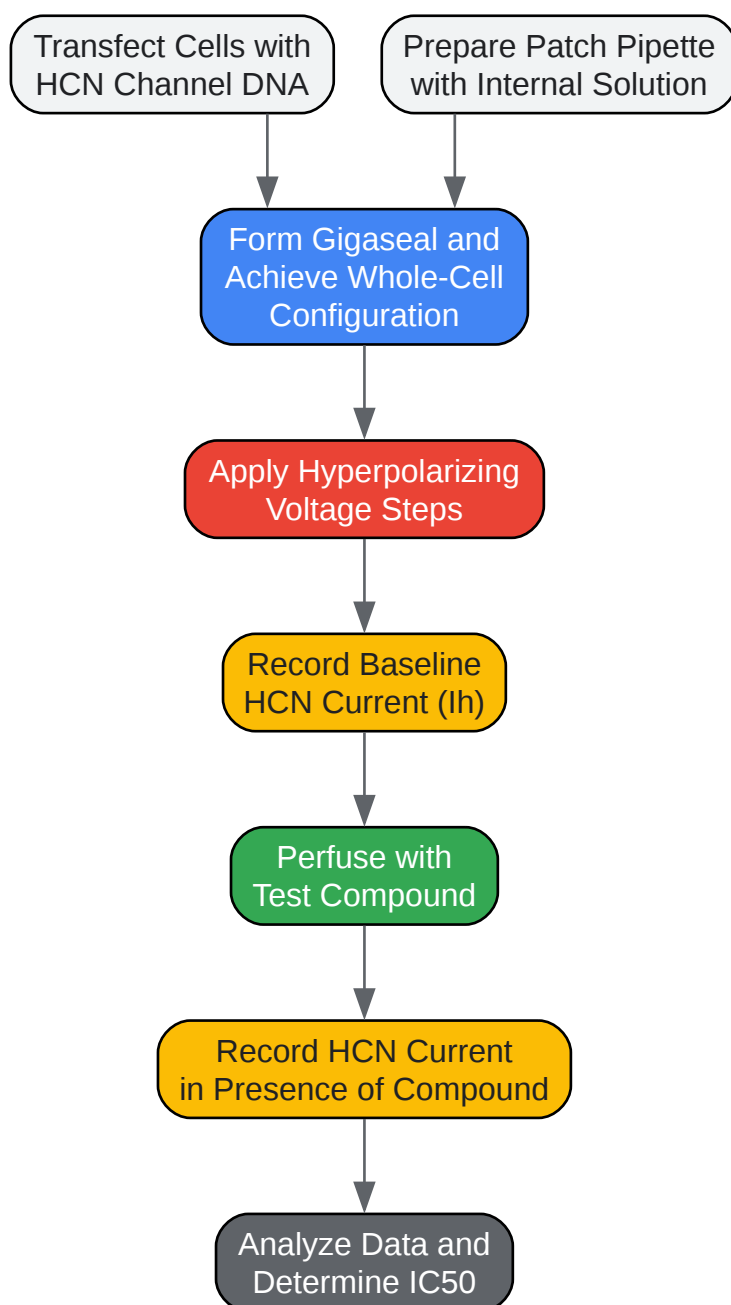 Transfect Cells with
HCN Channel DNA
Prepare Patch Pipette
with Internal Solution
Form Gigaseal and
Achieve Whole-Cell
Configuration
Apply Hyperpolarizing
Voltage Steps
Record Baseline
HCN Current (Ih)
Perfuse with
Test Compound
Record HCN Current
in Presence of Compound
Analyze Data and
Determine IC50